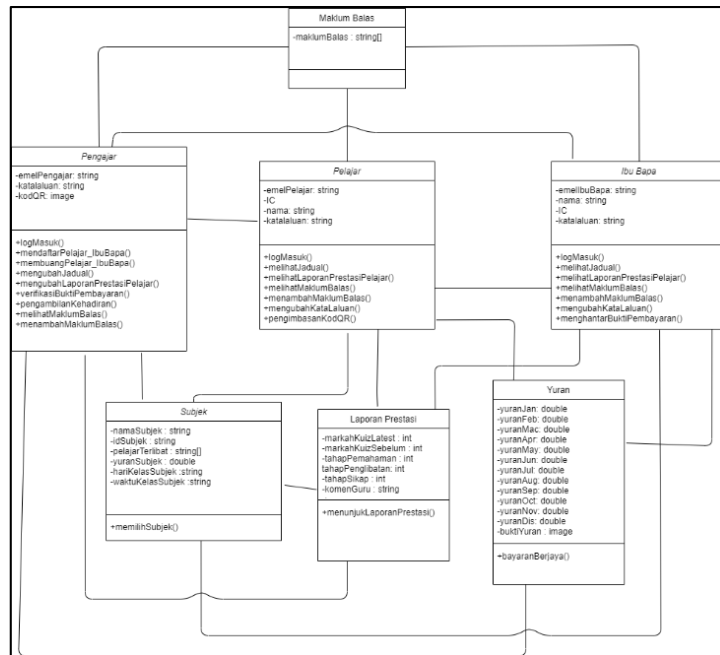 Maklum Balas
-maklumBalas : string[]
Pengajar
-emelPengajar: string
-katalaluan: string
-kodQR: image
+logMasuk()
+mendaftarPelajar_IbuBapa()
+membuangPelajar_IbuBapa()
+mengubahJadual()
+mengubahLaporanPrestasiPelajar()
+verifikasiBuktiPembayaran()
+pengambilanKehadiran()
+melihatMaklumBalas()
+menambahMaklumBalas()
Pelajar
-emelPelajar: string
-IC
-nama: string
-katalaluan: string
+logMasuk()
+melihatJadual()
+melihatLaporanPrestasiPelajar()
+melihatMaklumBalas()
+menambahMaklumBalas()
+mengubahKataLaluan()
+pengimbasanKodQR()
Ibu Bapa
-emelIbuBapa: string
-nama: string
-IC
-katalaluan: string
+logMasuk()
+melihatJadual()
+melihatLaporanPrestasiPelajar()
+melihatMaklumBalas()
+menambahMaklumBalas()
+mengubahKataLaluan()
+menghantarBuktiPembayaran()
Subjek
-namaSubjek : string
-idSubjek : string
-pelajarTerlibat : string[]
-yuranSubjek : double
-hariKelasSubjek :string
-waktuKelasSubjek :string
+memilihSubjek()
Laporan Prestasi
-markahKuizLatest : int
-markahKuizSebelum : int
-tahapPemahaman : int
tahapPenglibatan: int
-tahapSikap : int
-komenGuru : string
+menunjukLaporanPrestasi()
Yuran
-yuranJan: double
-yuranFeb: double
-yuranMac: double
-yuranApr: double
-yuranMay: double
-yuranJun: double
-yuranJul: double
-yuranAug: double
-yuranSep: double
-yuranOct: double
-yuranNov: double
-yuranDis: double
-buktiYuran : image
+bayaranBerjaya()